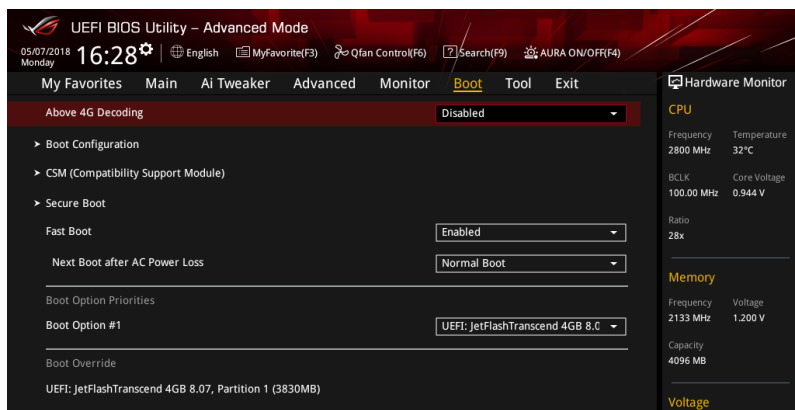 UEFI BIOS Utility – Advanced Mode
05/07/2018 Monday 16:28 English MyFavorite(F3) Qfan Control(F6) ? Search(F9) AURA ON/OFF(F4)
My Favorites Main Ai Tweaker Advanced Monitor Boot Tool Exit
Hardware Monitor
Above 4G Decoding Disabled
Boot Configuration
CSM (Compatibility Support Module)
Secure Boot
Fast Boot Enabled
Next Boot after AC Power Loss Normal Boot
Boot Option Priorities
Boot Option #1 UEFI: JetFlashTranscend 4GB 8.0
Boot Override
UEFI: JetFlashTranscend 4GB 8.07, Partition 1 (3830MB)
CPU
Frequency Temperature
2800 MHz 32°C
BCLK Core Voltage
100.00 MHz 0.944 V
Ratio
28x
Memory
Frequency Voltage
2133 MHz 1.200 V
Capacity
4096 MB
Voltage